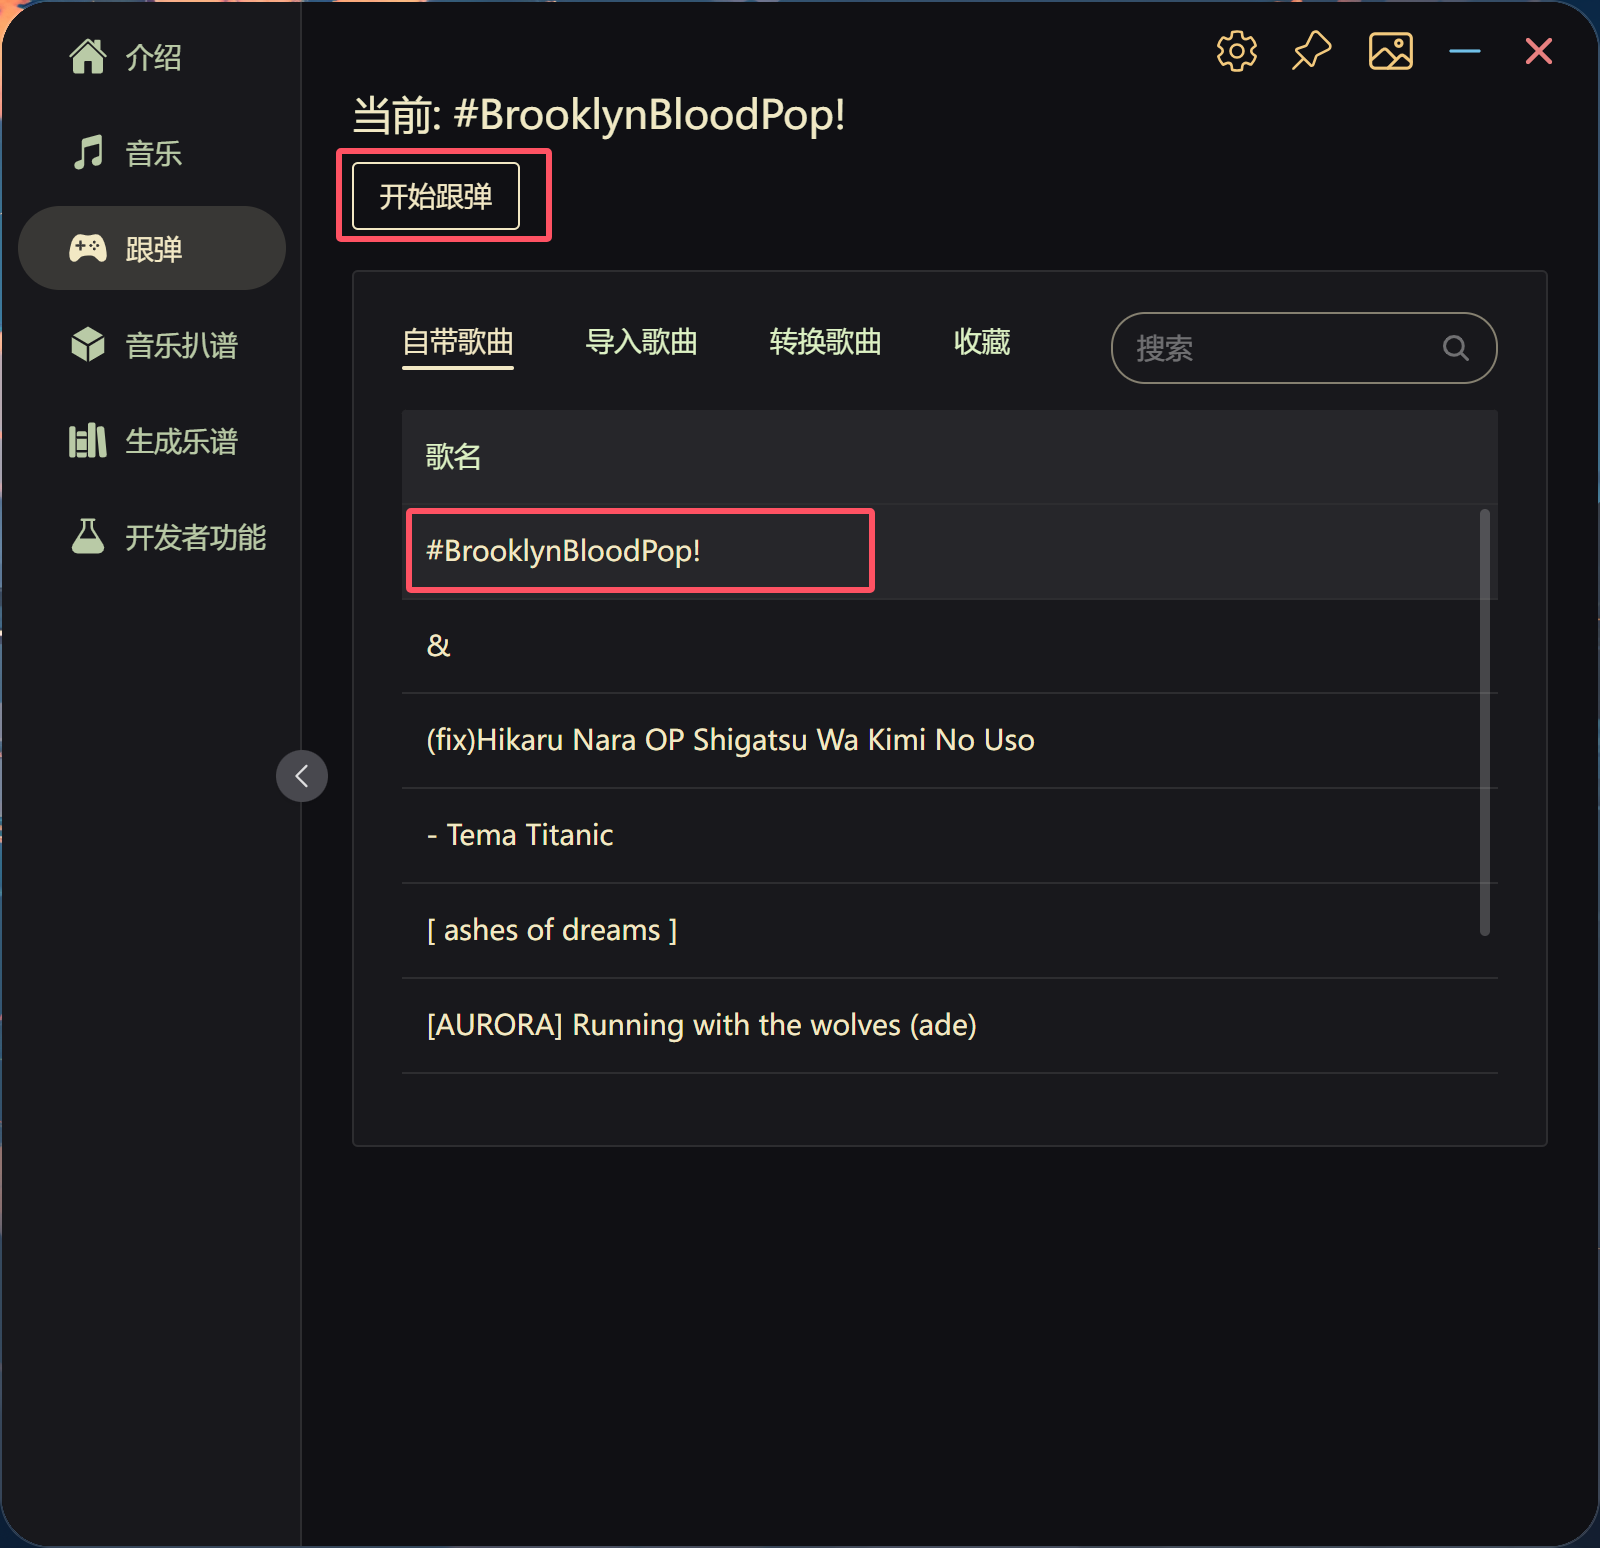 介绍
音乐
跟弹
音乐扒谱
生成乐谱
开发者功能
当前: #BrooklynBloodPop!
开始跟弹
自带歌曲 导入歌曲 转换歌曲 收藏 搜索
歌名
#BrooklynBloodPop!
&
(fix)Hikaru Nara OP Shigatsu Wa Kimi No Uso
- Tema Titanic
[ ashes of dreams ]
[AURORA] Running with the wolves (ade)